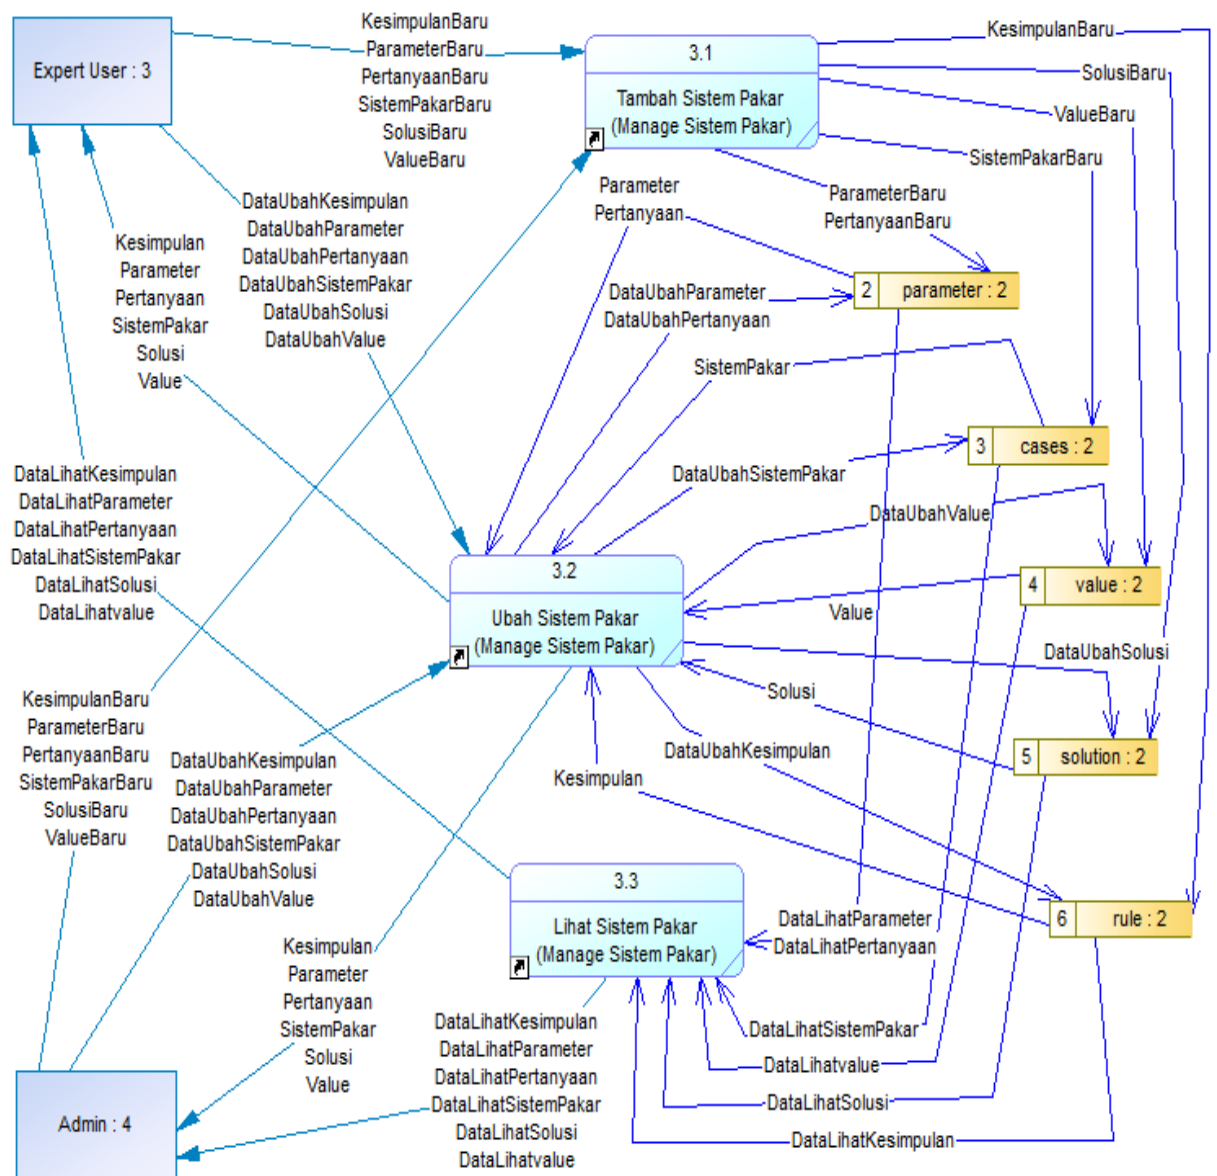 Expert User : 3
KesimpulanBaru
ParameterBaru
PertanyaanBaru
SistemPakarBaru
SolusiBaru
ValueBaru
3.1
Tambah Sistem Pakar
(Manage Sistem Pakar)
KesimpulanBaru
SolusiBaru
ValueBaru
SistemPakarBaru
ParameterBaru
PertanyaanBaru
Parameter
Pertanyaan
DataUbahKesimpulan
DataUbahParameter
DataUbahPertanyaan
DataUbahSistemPakar
DataUbahSolusi
DataUbahValue
Kesimpulan
Parameter
Pertanyaan
SistemPakar
Solusi
Value
DataUbahParameter
DataUbahPertanyaan
2
parameter : 2
SistemPakar
3
cases : 2
DataUbahSistemPakar
DataUbahValue
DataLihatKesimpulan
DataLihatParameter
DataLihatPertanyaan
DataLihatSistemPakar
DataLihatSolusi
DataLihatvalue
3.2
Ubah Sistem Pakar
(Manage Sistem Pakar)
4
value : 2
Value
DataUbahSolusi
Solusi
5
solution : 2
DataUbahKesimpulan
Kesimpulan
KesimpulanBaru
ParameterBaru
PertanyaanBaru
SistemPakarBaru
SolusiBaru
ValueBaru
DataUbahKesimpulan
DataUbahParameter
DataUbahPertanyaan
DataUbahSistemPakar
DataUbahSolusi
DataUbahValue
3.3
Lihat Sistem Pakar
(Manage Sistem Pakar)
DataLihatParameter
DataLihatPertanyaan
6
rule : 2
Kesimpulan
Parameter
Pertanyaan
SistemPakar
Solusi
Value
DataLihatKesimpulan
DataLihatParameter
DataLihatPertanyaan
DataLihatSistemPakar
DataLihatSolusi
DataLihatvalue
DataLihatSistemPakar
DataLihatvalue
DataLihatSolusi
DataLihatKesimpulan
Admin : 4